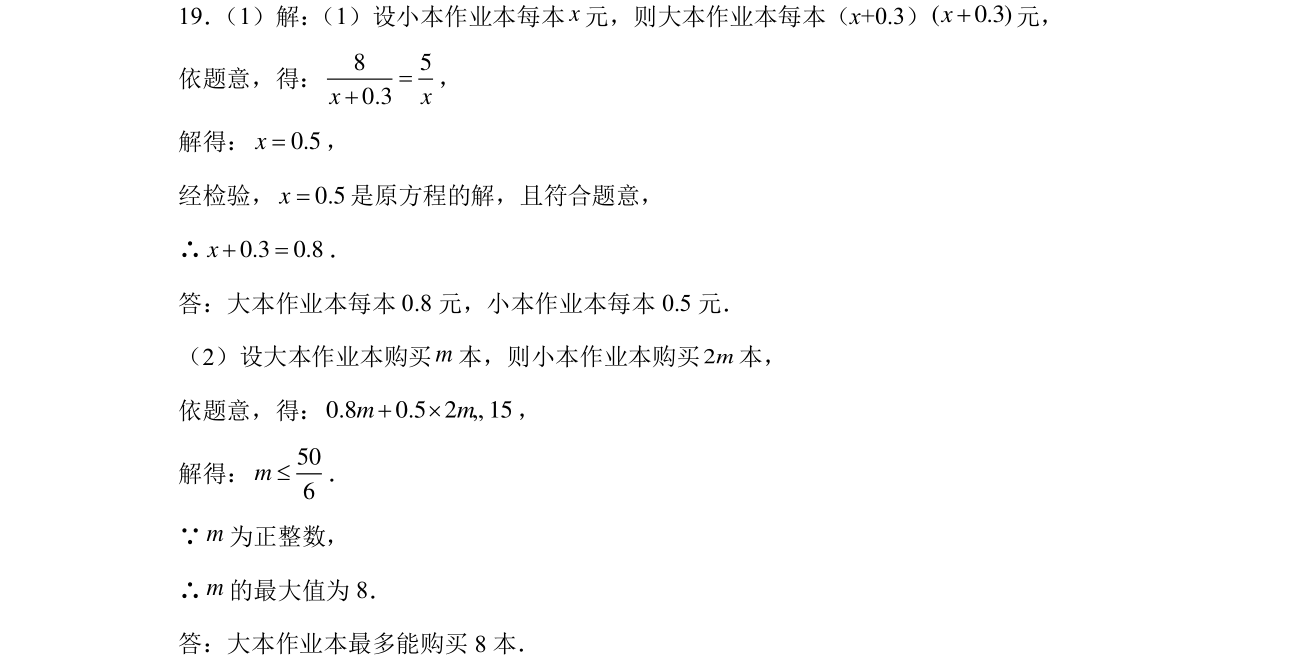 19.（1）解：（1）设小本作业本每本 x 元，则大本作业本每本（x+0.3）(x+0.3) 元，
依题意，得：8/(x+0.3) = 5/x，
解得：x = 0.5，
经检验，x = 0.5 是原方程的解，且符合题意，
∴ x+0.3 = 0.8．
答：大本作业本每本 0.8 元，小本作业本每本 0.5 元．
（2）设大本作业本购买 m 本，则小本作业本购买 2m 本，
依题意，得：0.8m+0.5×2m,, 15，
解得：m ≤ 50/6．
∵ m 为正整数，
∴ m 的最大值为 8．
答：大本作业本最多能购买 8 本．